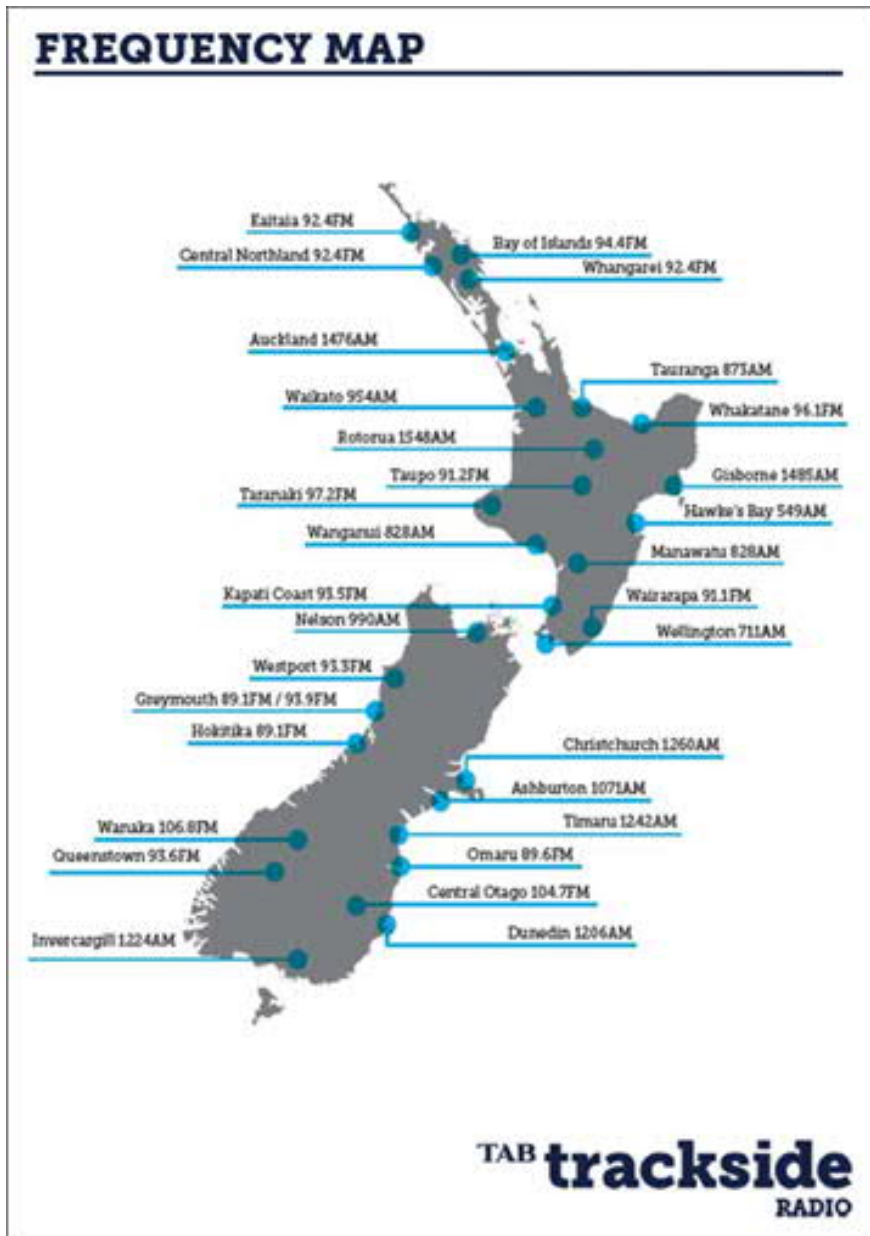 FREQUENCY MAP
Kaitaia 92.4FM
Bay of Islands 94.4FM
Central Northland 92.4FM
Whangarei 92.4FM
Auckland 1476AM
Tauranga 873AM
Waikato 954AM
Whakatane 96.1FM
Rotorua 1548AM
Taupo 91.2FM
Gisborne 1485AM
Taranaki 97.2FM
Hawke's Bay 549AM
Wanganui 828AM
Manawatu 828AM
Kapati Coast 93.5FM
Wairarapa 91.1FM
Nelson 990AM
Wellington 711AM
Westport 93.3FM
Greymouth 89.1FM / 93.9FM
Hokitika 89.1FM
Christchurch 1260AM
Ashburton 1071AM
Wanaka 106.8FM
Timaru 1242AM
Queenstown 93.6FM
Omaru 89.6FM
Central Otago 104.7FM
Invercargill 1224AM
Dunedin 1206AM
TAB trackside
RADIO